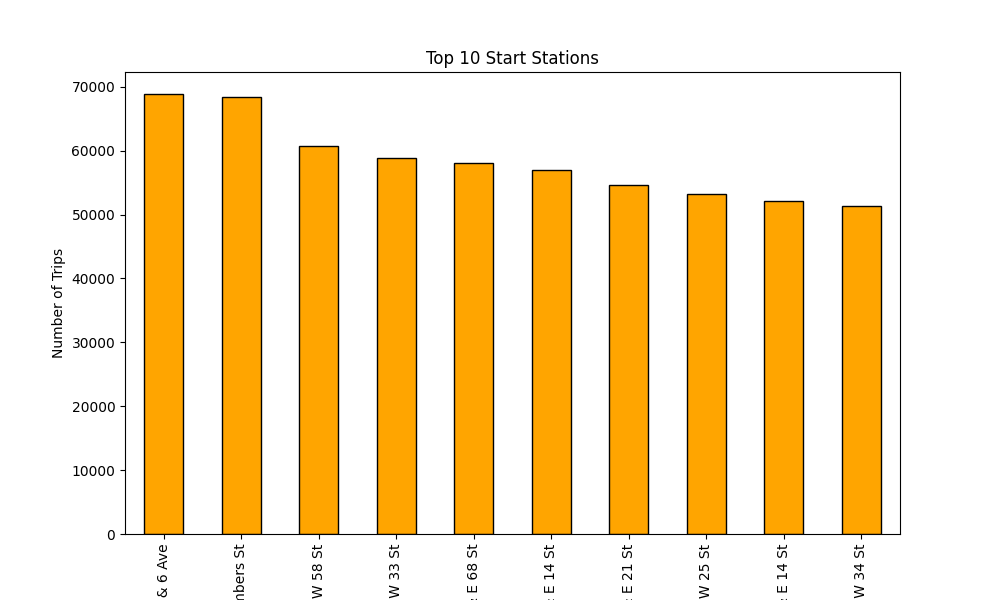 Top 10 Start Stations
Number of Trips
70000
60000
50000
40000
30000
20000
10000
0
& 6 Ave
mbers St
W 58 St
W 33 St
E 68 St
E 14 St
E 21 St
W 25 St
E 14 St
W 34 St